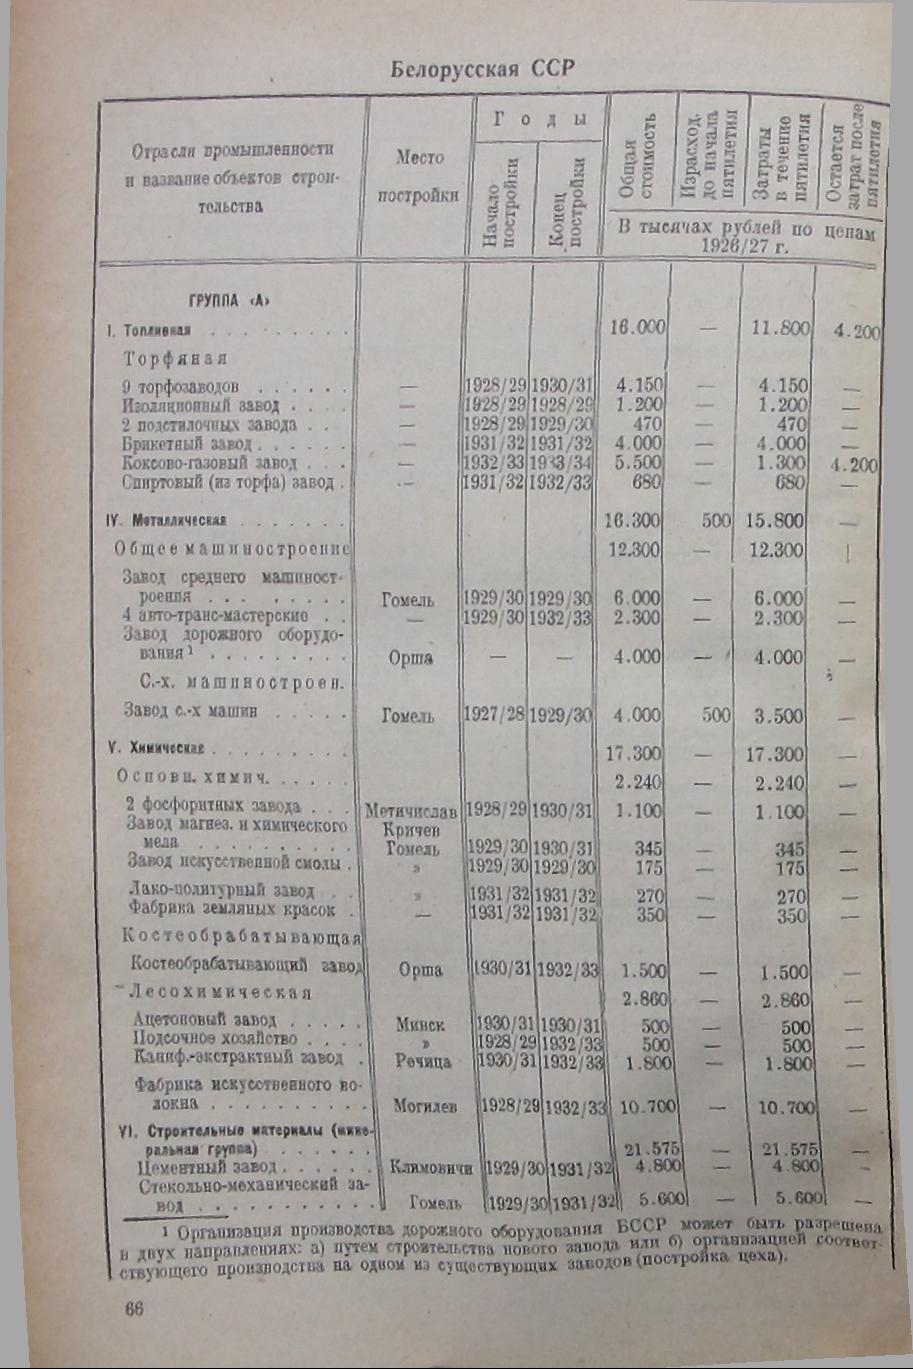 Белорусская ССР
Отрасли промышленности и название объектов строительства
Место постройки
Годы
Начало постройки
Конец постройки
Общая стоимость
Израсход. до начала пятилетия
Затраты в течение пятилетия
Остается затрат после пятилетия
В тысячах рублей по ценам 1926/27 г.
ГРУППА «А»
I. Топливная . . . . . . . . 16.000 — 11.800 4.200
Торфяная
9 торфозаводов . . . . . . — 1928/29 1930/31 4.150 — 4.150 —
Изоляционный завод . . . . — 1928/29 1928/29 1.200 — 1.200 —
2 подстилочных завода . . — 1928/29 1929/30 470 — 470 —
Брикетный завод . . . . . . — 1931/32 1931/32 4.000 — 4.000 —
Коксово-газовый завод . . . — 1932/33 1933/34 5.500 — 1.300 4.200
Спиртовый (из торфа) завод . — 1931/32 1932/33 680 — 680 —
IV. Металлическая . . . . . . . 16.300 500 15.800 —
Общее машиностроение 12.300 — 12.300 |
Завод среднего машиност-
роения . . . . . . . . . Гомель 1929/30 1929/30 6.000 — 6.000 —
4 авто-транс-мастерские . . — 1929/30 1932/33 2.300 — 2.300 —
Завод дорожного оборудо-
вания ¹ . . . . . . . . . Орша — — 4.000 — 4.000 —
С.-х. машиностроен.
Завод с.-х машин . . . . . Гомель 1927/28 1929/30 4.000 500 3.500 —
V. Химическая . . . . . . . . . 17.300 — 17.300 —
Основн. химич. . . . . . 2.240 — 2.240 —
2 фосфоритных завода . . . Метичислав 1928/29 1930/31 1.100 — 1.100 —
Завод магнез. и химического Кричев
мела . . . . . . . . . . Гомель 1929/30 1930/31 345 — 345 —
Завод искусственной смолы . » 1929/30 1929/30 175 — 175 —
Лако-политурный завод . . » 1931/32 1931/32 270 — 270 —
Фабрика земляных красок . — 1931/32 1931/32 350 — 350 —
Костеобрабатывающая
Костеобрабатывающий завод Орша 1930/31 1932/33 1.500 — 1.500 —
Лесохимическая 2.860 — 2.860 —
Ацетоновый завод . . . . . Минск 1930/31 1930/31 500 — 500 —
Подсочное хозяйство . . . . » 1928/29 1932/33 500 — 500 —
Каниф.-экстрактный завод . Речица 1930/31 1932/33 1.800 — 1.800 —
Фабрика искусственного во-
локна . . . . . . . . . . Могилев 1928/29 1932/33 10.700 — 10.700 —
VI. Строительные материалы (мине-
ральная группа) . . . . . . 21.575 — 21.575 —
Цементный завод . . . . . . Климовичи 1929/30 1931/32 4.800 — 4.800 —
Стекольно-механический за-
вод . . . . . . . . . . . . Гомель 1929/30 1931/32 5.600 — 5.600 —
¹ Организация производства дорожного оборудования БССР может быть разрешена
в двух направлениях: а) путем строительства нового завода или б) организацией соответ-
ствующего производства на одном из существующих заводов (постройка цеха).
66